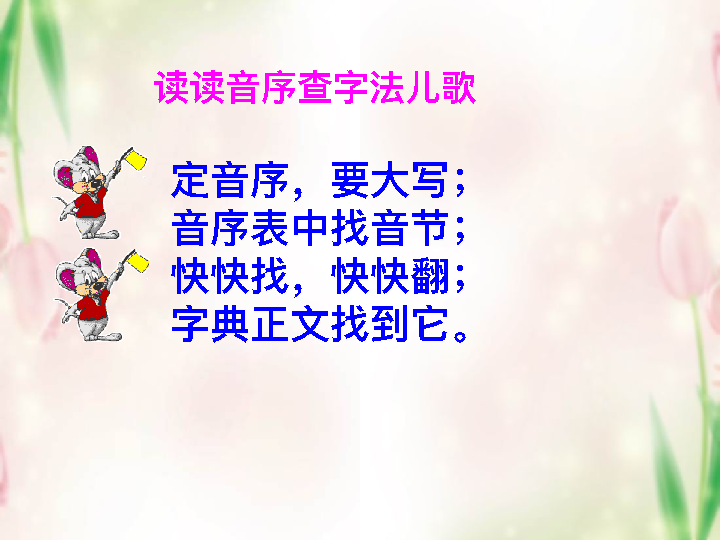 读读音序查字法儿歌
定音序，要大写；
音序表中找音节；
快快找，快快翻；
字典正文找到它。